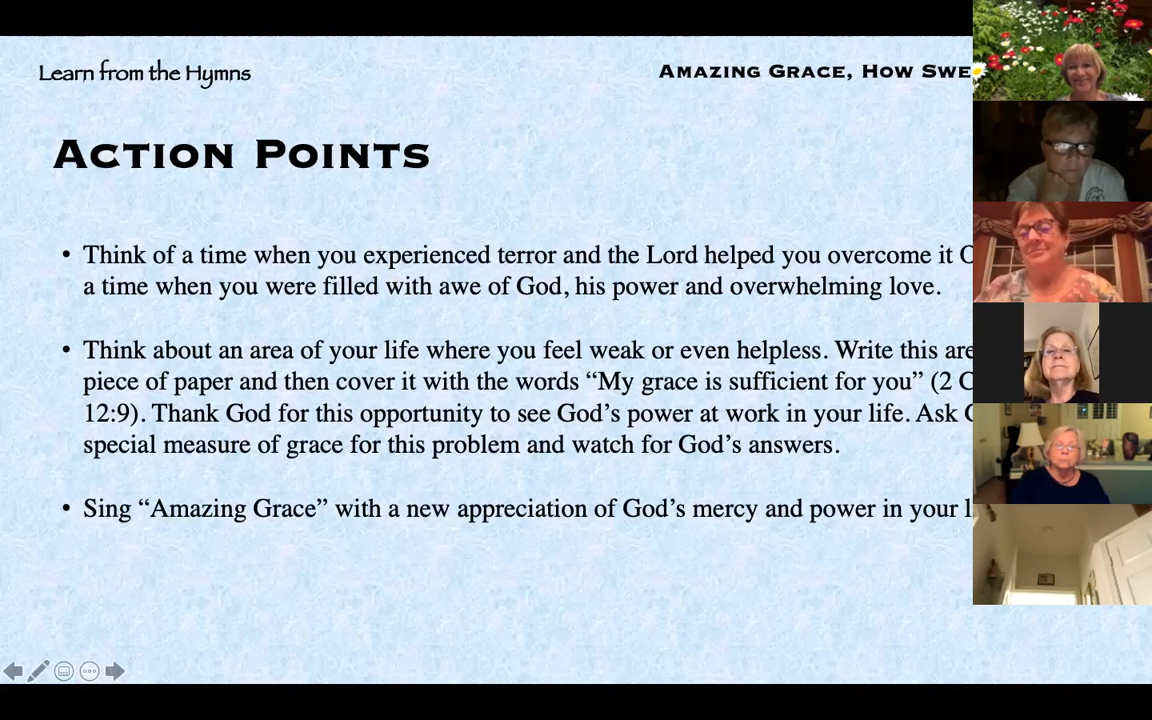 Learn from the Hymns
AMAZING GRACE, HOW SWE
ACTION POINTS
• Think of a time when you experienced terror and the Lord helped you overcome it
a time when you were filled with awe of God, his power and overwhelming love.
• Think about an area of your life where you feel weak or even helpless. Write this are
piece of paper and then cover it with the words “My grace is sufficient for you” (2 C
12:9). Thank God for this opportunity to see God’s power at work in your life. Ask
special measure of grace for this problem and watch for God’s answers.
• Sing “Amazing Grace” with a new appreciation of God’s mercy and power in your l